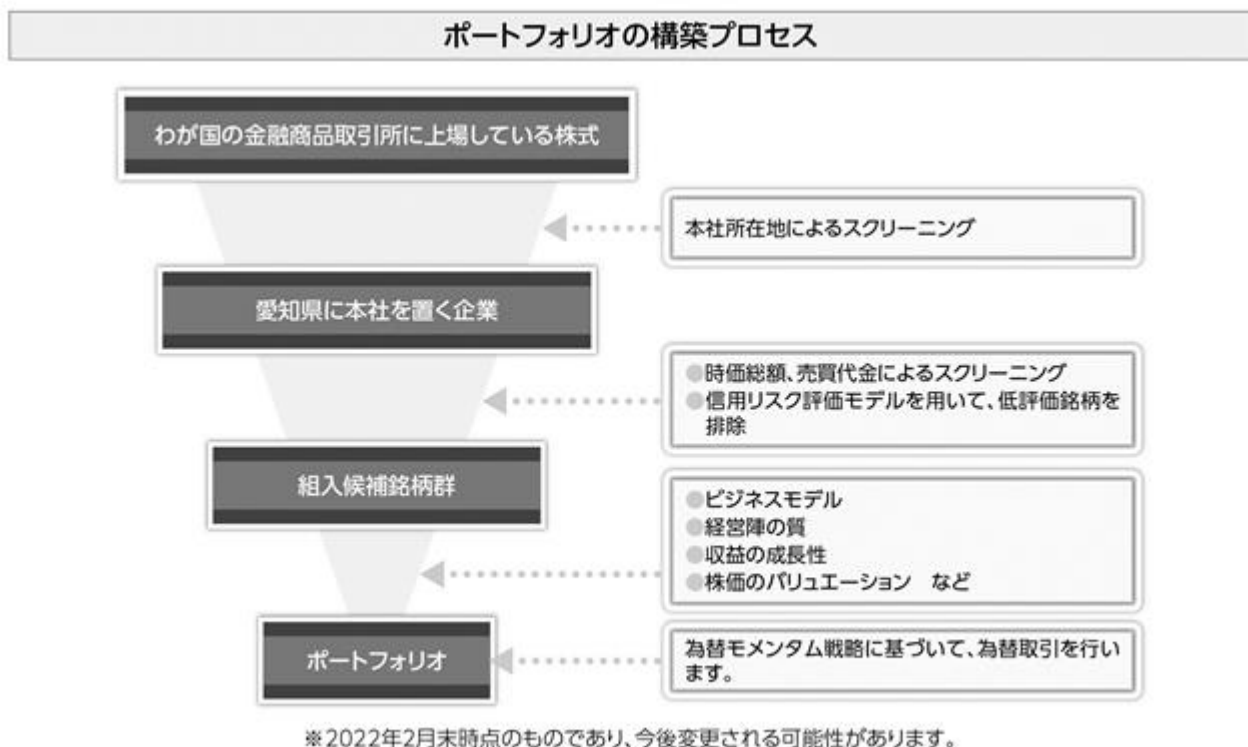 ポートフォリオの構築プロセス
わが国の金融商品取引所に上場している株式
本社所在地によるスクリーニング
愛知県に本社を置く企業
●時価総額、売買代金によるスクリーニング
●信用リスク評価モデルを用いて、低評価銘柄を
排除
組入候補銘柄群
●ビジネスモデル
●経営陣の質
●収益の成長性
●株価のバリュエーション　など
ポートフォリオ
為替モメンタム戦略に基づいて、為替取引を行い
ます。
※2022年2月末時点のものであり、今後変更される可能性があります。